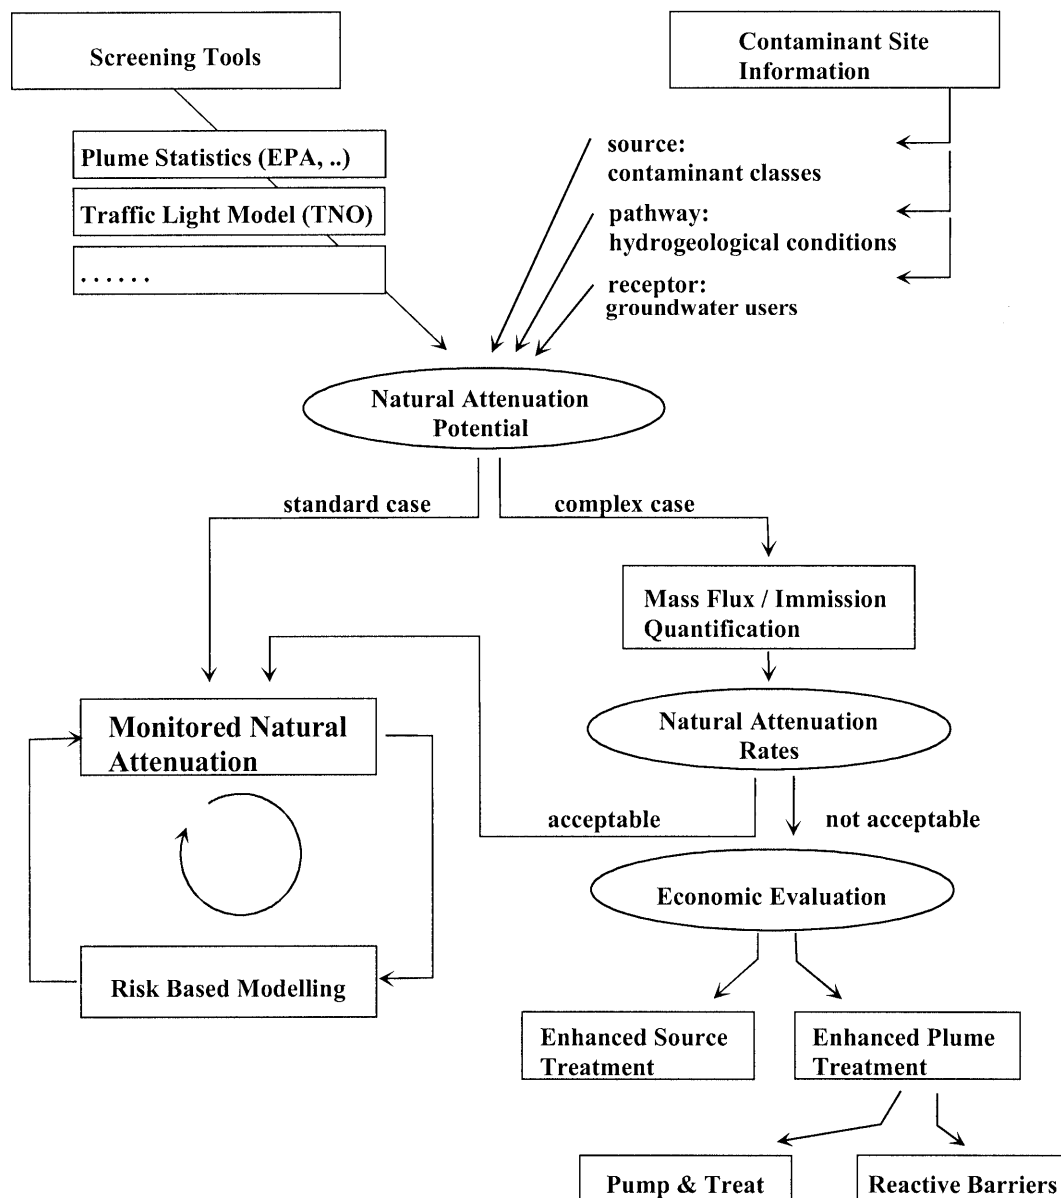 Screening Tools
Contaminant Site
Information
Plume Statistics (EPA, ..)
Traffic Light Model (TNO)
. . . . . .
source:
contaminant classes
pathway:
hydrogeological conditions
receptor:
groundwater users
Natural Attenuation
Potential
standard case
complex case
Mass Flux / Immission
Quantification
Monitored Natural
Attenuation
Natural Attenuation
Rates
acceptable
not acceptable
Economic Evaluation
Risk Based Modelling
Enhanced Source
Treatment
Enhanced Plume
Treatment
Pump & Treat
Reactive Barriers